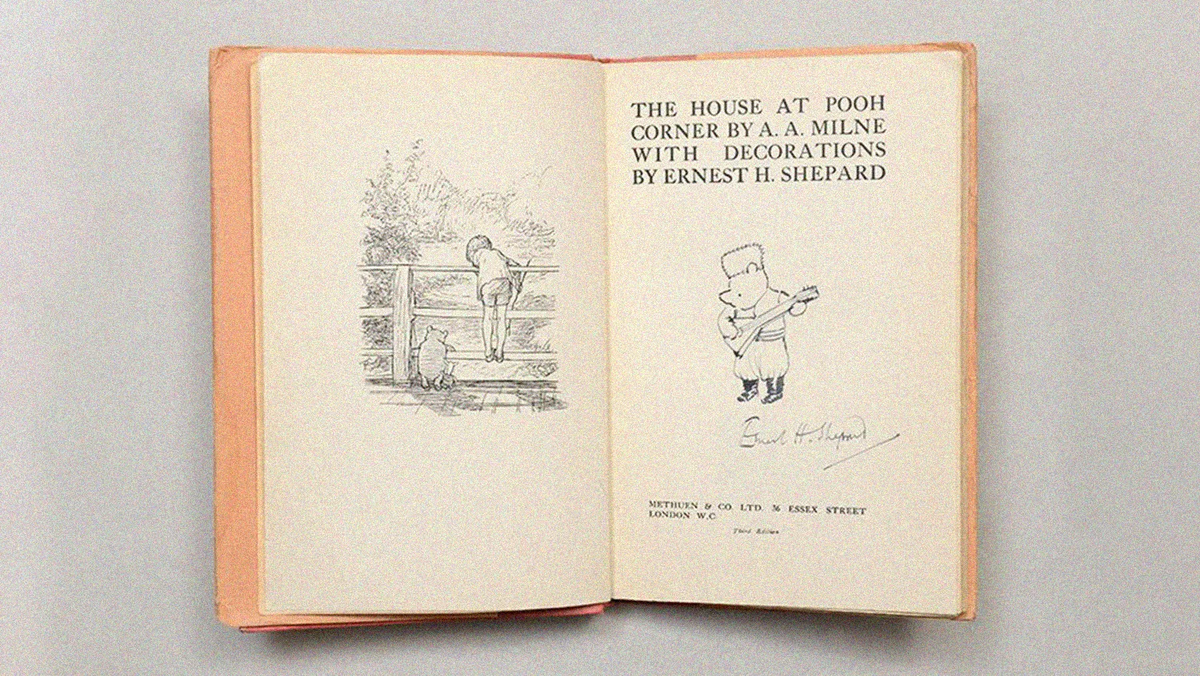 THE HOUSE AT POOH
CORNER BY A. A. MILNE
WITH DECORATIONS
BY ERNEST H. SHEPARD
Ernest H. Shepard
METHUEN & CO. LTD. 36 ESSEX STREET
LONDON W.C.
Third Edition